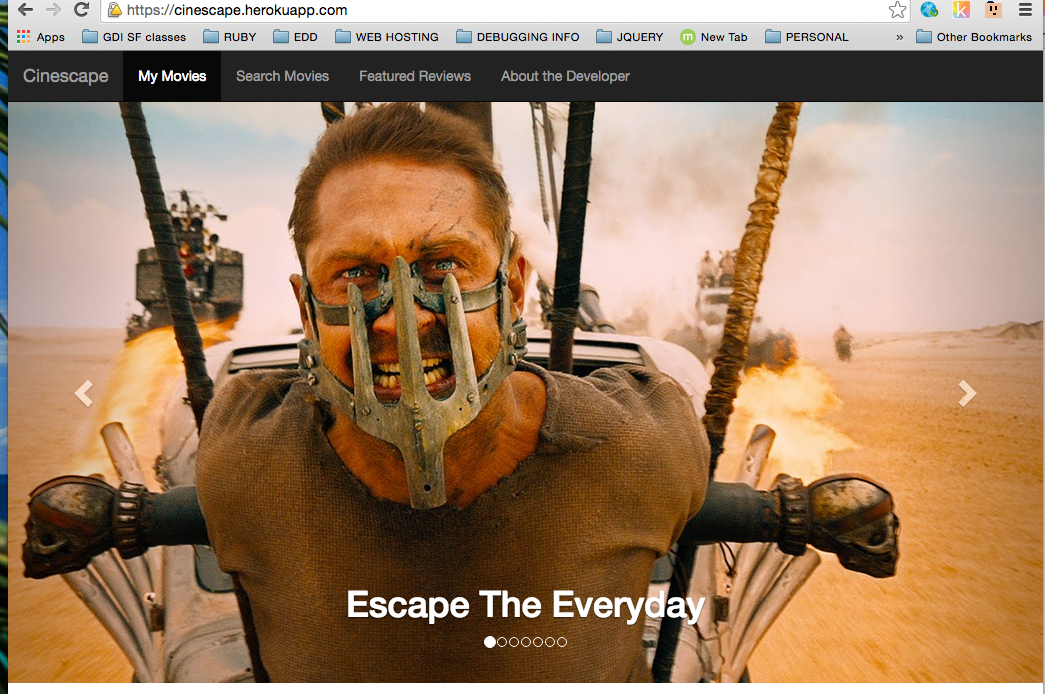 https://cinescape.herokuapp.com
Apps GDI SF classes RUBY EDD WEB HOSTING DEBUGGING INFO JQUERY m New Tab PERSONAL » Other Bookmarks
Cinescape My Movies Search Movies Featured Reviews About the Developer
Escape The Everyday